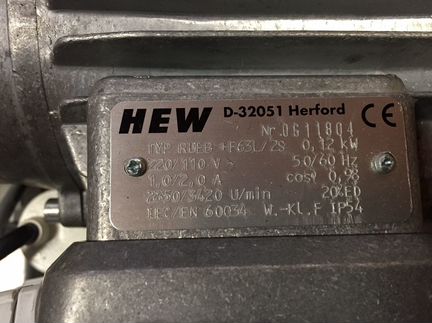 HEW D-32051 Herford CE
Nr. 0611804
TYP 0,12 kW
220/110 V 50/60 Hz
1,0/2,0 A cosφ 0,98
2850/3420 U/min 20%ED
IEC/EN 60034 W.-KL.F IP54